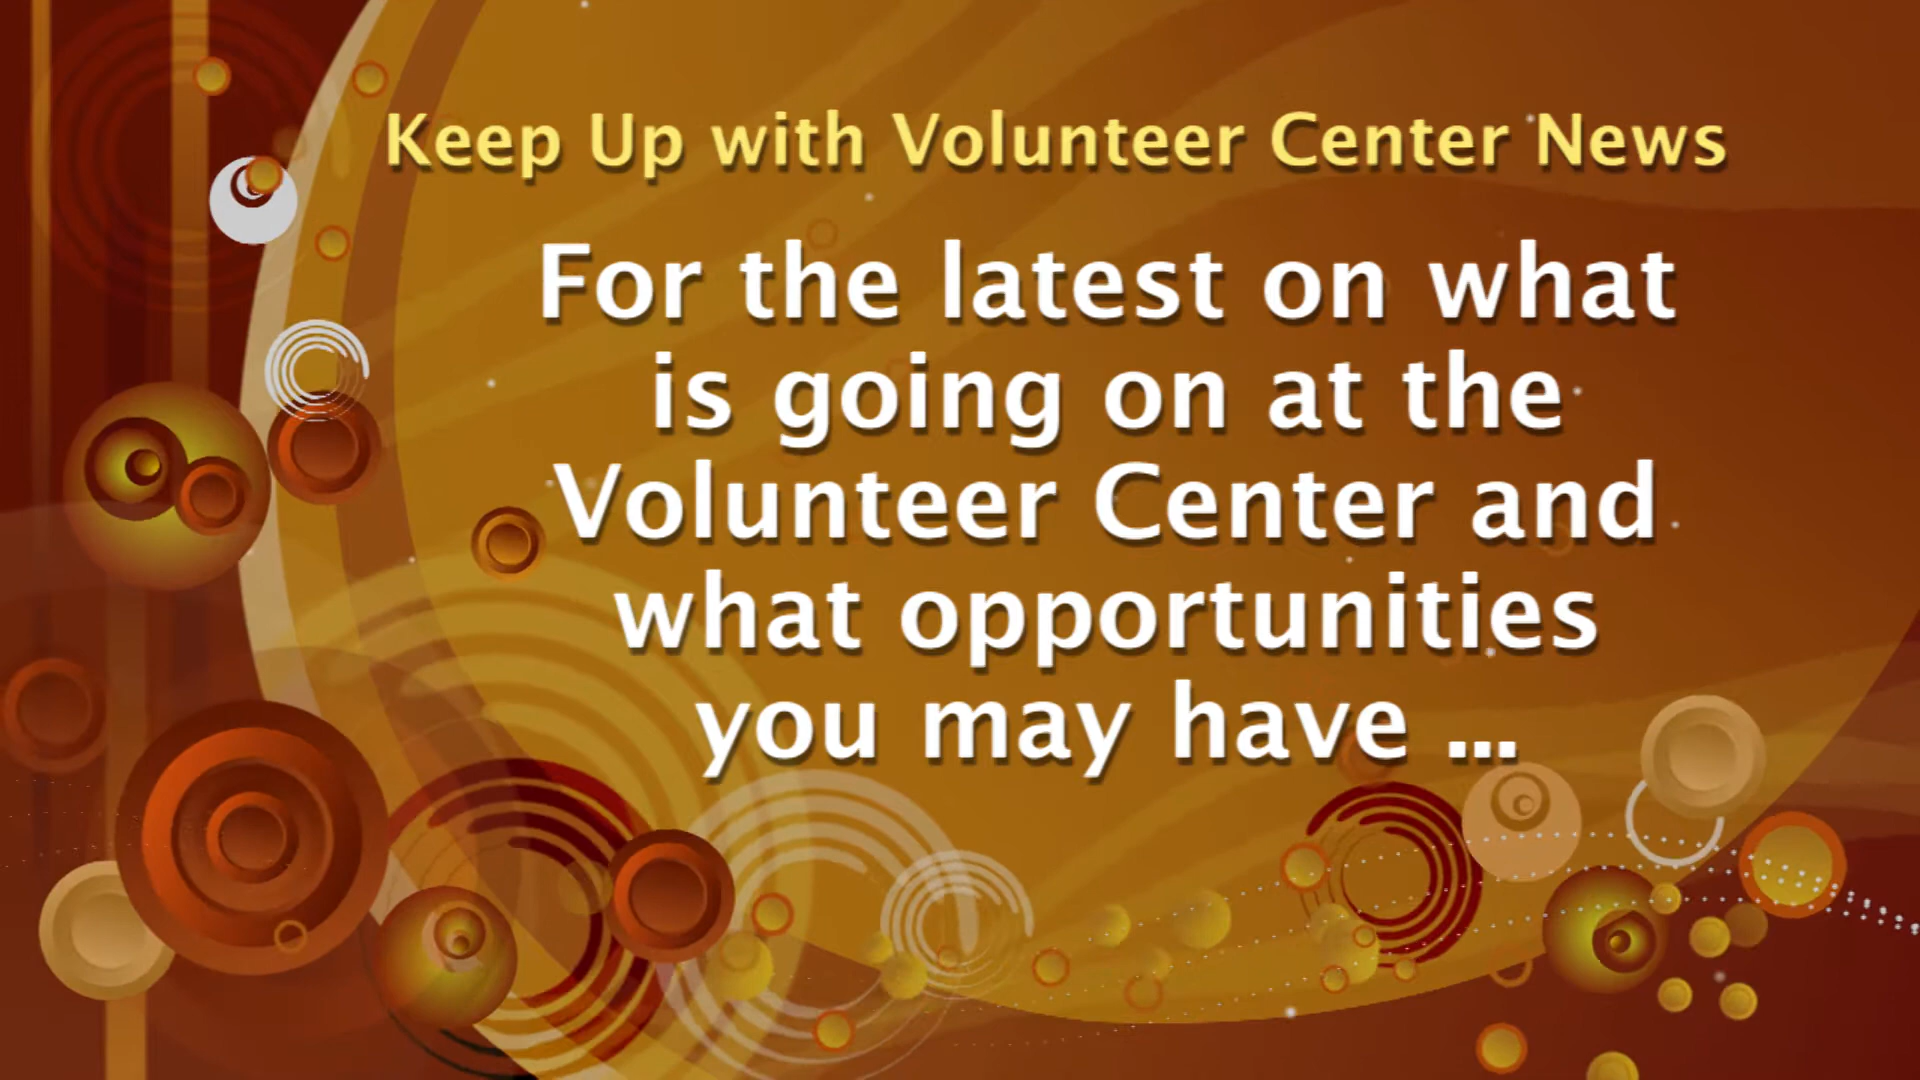 Keep Up with Volunteer Center News
For the latest on what
is going on at the
Volunteer Center and
what opportunities
you may have ...